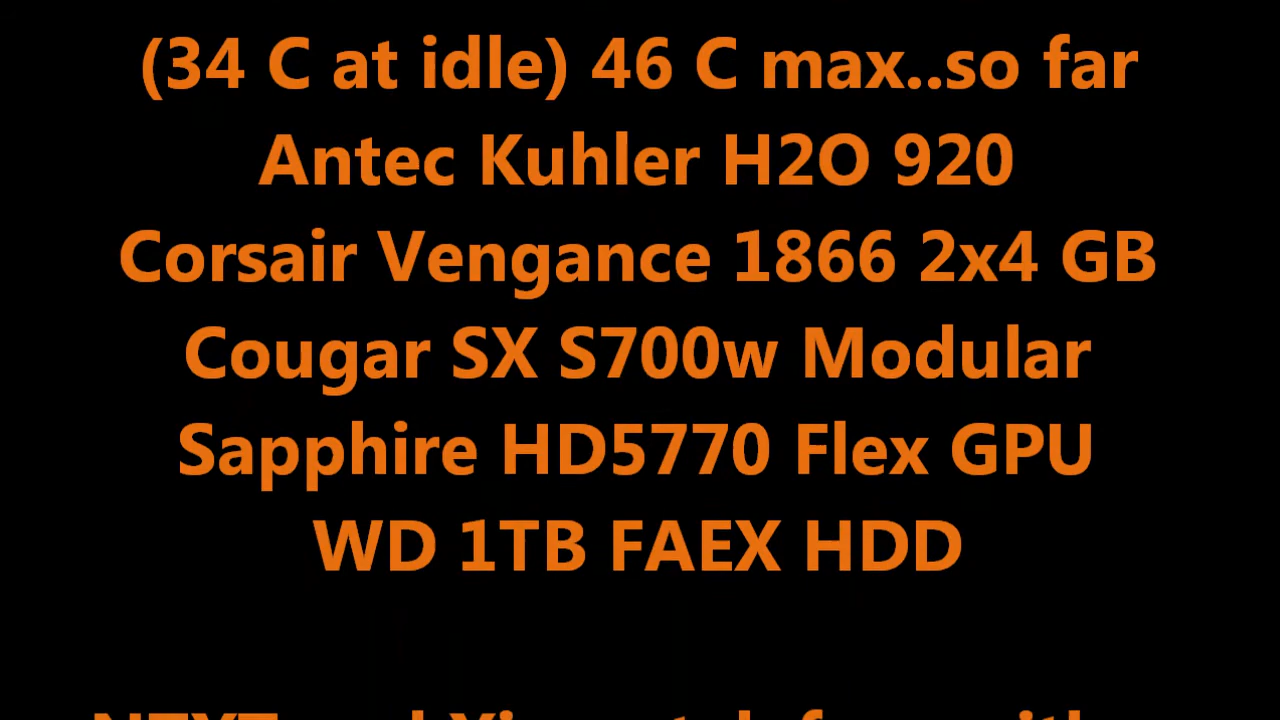 (34 C at idle) 46 C max..so far
Antec Kuhler H2O 920
Corsair Vengance 1866 2x4 GB
Cougar SX S700w Modular
Sapphire HD5770 Flex GPU
WD 1TB FAEX HDD
NEXT